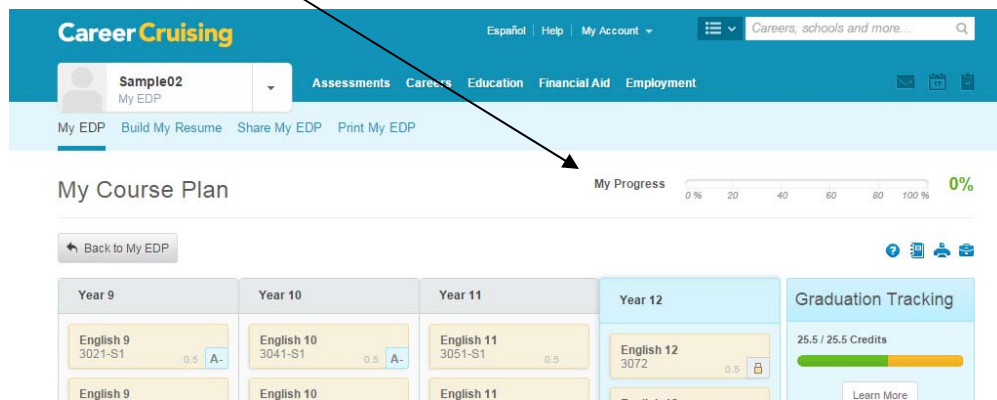 Career Cruising
Español | Help | My Account
Careers, schools and more...
Sample02
My EDP
Assessments Careers Education Financial Aid Employment
My EDP Build My Resume Share My EDP Print My EDP
My Course Plan
My Progress
0 % 20 40 60 80 100 %
0%
Back to My EDP
Year 9
Year 10
Year 11
Year 12
Graduation Tracking
English 9
3021-S1
0.5 A-
English 10
3041-S1
0.5 A-
English 11
3051-S1
0.5
English 12
3072
0.5
25.5 / 25.5 Credits
Learn More
English 9
English 10
English 11